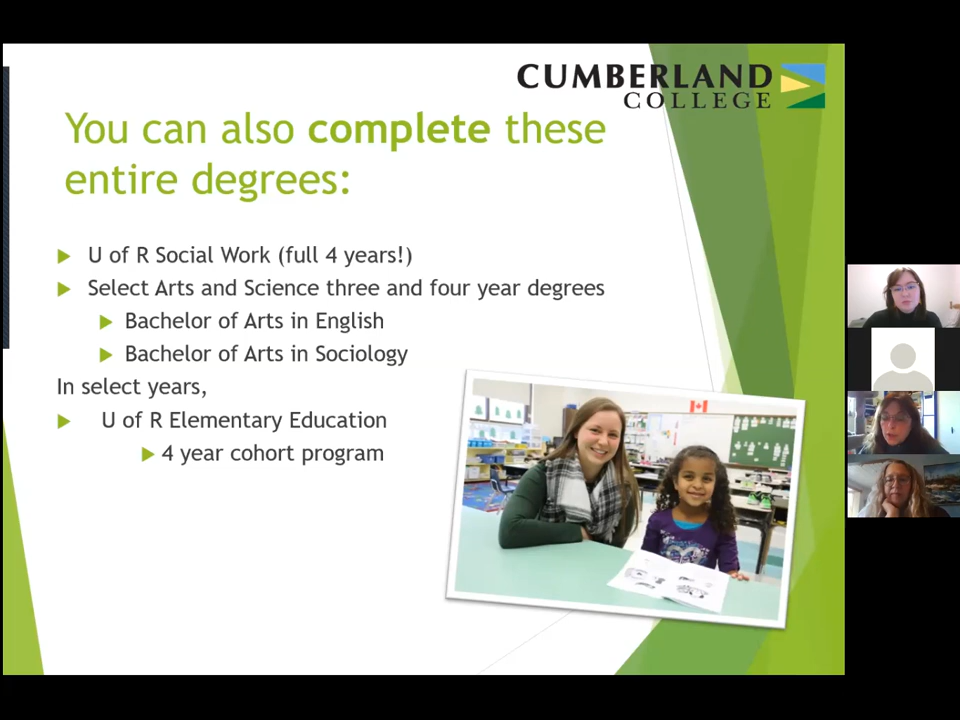 CUMBERLAND
COLLEGE
You can also complete these
entire degrees:
U of R Social Work (full 4 years!)
Select Arts and Science three and four year degrees
Bachelor of Arts in English
Bachelor of Arts in Sociology
In select years,
U of R Elementary Education
4 year cohort program